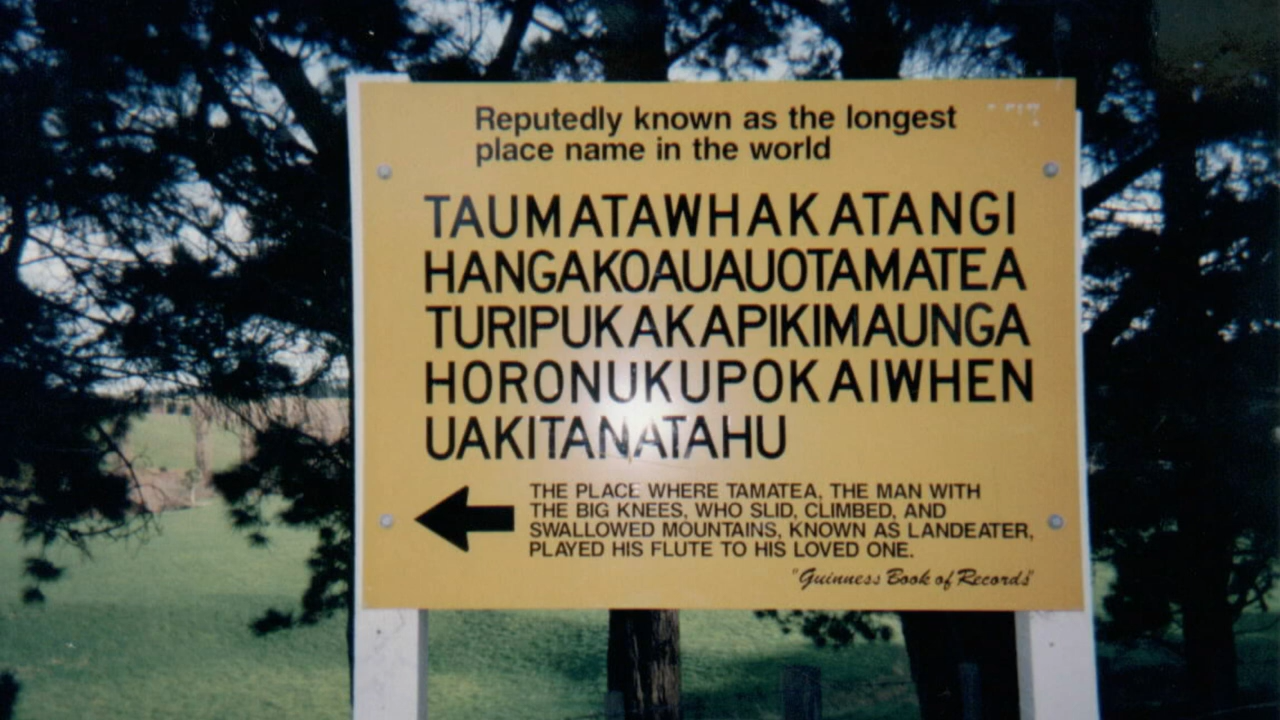 Reputedly known as the longest
place name in the world
TAUMATAWHAKATANGI
HANGAKOAUAUOTAMATEA
TURIPUKAKAPIKIMAUNGA
HORONUKUPOKAIWHEN
UAKITANATAHU
THE PLACE WHERE TAMATEA, THE MAN WITH
THE BIG KNEES, WHO SLID, CLIMBED, AND
SWALLOWED MOUNTAINS, KNOWN AS LANDEATER,
PLAYED HIS FLUTE TO HIS LOVED ONE.
"Guinness Book of Records"